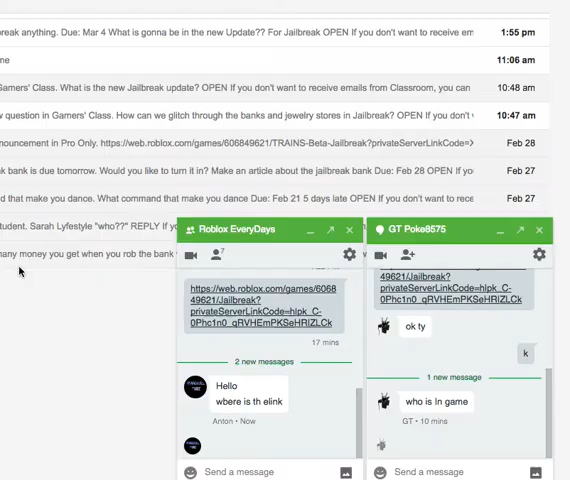 reak anything. Due: Mar 4 What is gonna be in the new Update?? For Jailbreak OPEN If you don't want to receive em 1:55 pm
me 11:06 am
Gamers' Class. What is the new Jailbreak update? OPEN If you don't want to receive emails from Classroom, you can 10:48 am
w question in Gamers' Class. How can we glitch through the banks and jewelry stores in Jailbreak? OPEN If you don't 10:47 am
nouncement in Pro Only. https://web.roblox.com/games/606849621/TRAINS-Beta-Jailbreak?privateServerLinkCode= Feb 28
k bank is due tomorrow. Would you like to turn it in? Make an article about the jailbreak bank Due: Feb 28 OPEN If yo Feb 27
d that make you dance. What command that make you dance Due: Feb 21 5 days late OPEN If you don't want to rece Feb 27
tudent. Sarah Lyfestyle "who??" REPLY If yo
many money you get when you rob the bank
Roblox EveryDays
7
https://web.roblox.com/games/6068
49621/Jailbreak?
privateServerLinkCode=hlpk_C-
0Phc1n0_qRVHEmPKSeHRIZLCk
17 mins
2 new messages
Hello
wbere is th elink
Anton • Now
Send a message
GT Poke8575
49621/Jailbreak?
privateServerLinkCode=hlpk_C-
0Phc1n0_qRVHEmPKSeHRIZLCk
ok ty
k
1 new message
who is !n game
GT • 10 mins
Send a message